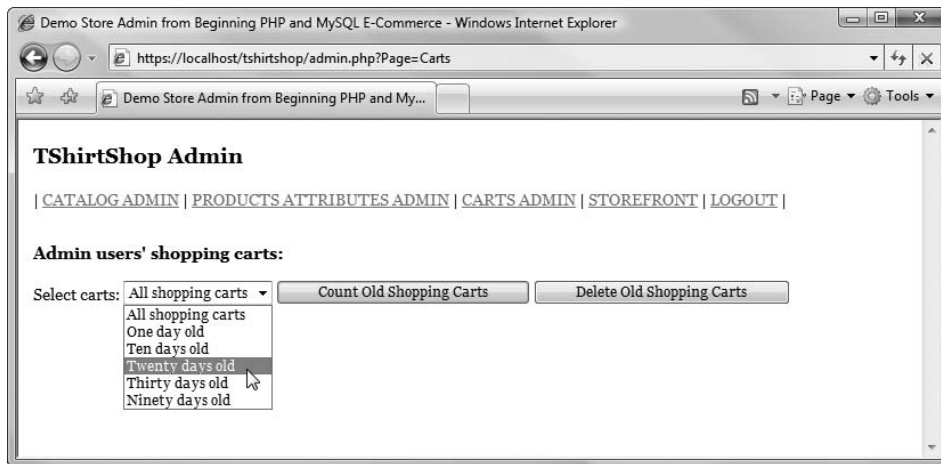 Demo Store Admin from Beginning PHP and MySQL E-Commerce - Windows Internet Explorer
https://localhost/tshirtshop/admin.php?Page=Carts
Demo Store Admin from Beginning PHP and My...
Page
Tools
TShirtShop Admin
| CATALOG ADMIN | PRODUCTS ATTRIBUTES ADMIN | CARTS ADMIN | STOREFRONT | LOGOUT |
Admin users' shopping carts:
Select carts: All shopping carts Count Old Shopping Carts Delete Old Shopping Carts
All shopping carts
One day old
Ten days old
Twenty days old
Thirty days old
Ninety days old